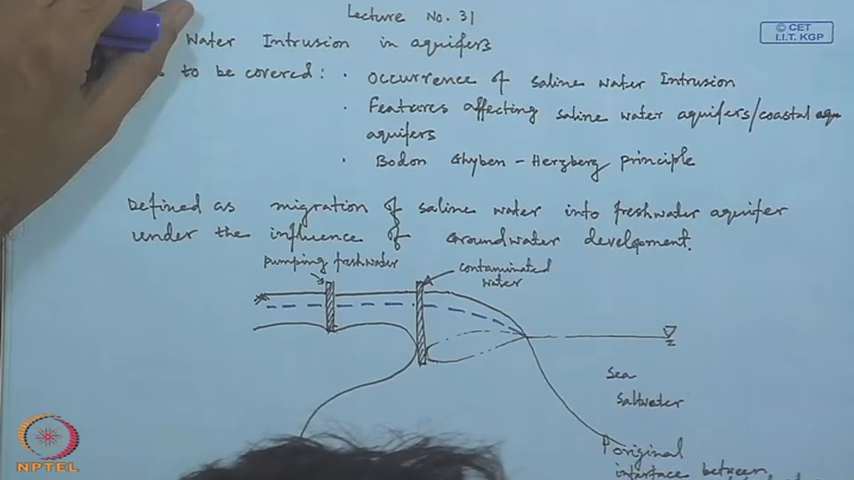 Lecture No. 31
© CET
I.I.T. KGP
Water Intrusion in aquifers
to be covered : · Occurrence of saline water Intrusion
· Features affecting saline water aquifers/coastal aqu
aquifers
· Bodon Ghyben - Herzberg principle
Defined as migration of saline water into freshwater aquifer
under the influence of groundwater development.
pumping freshwater
contaminated
water
Sea
saltwater
original
interface between
NPTEL